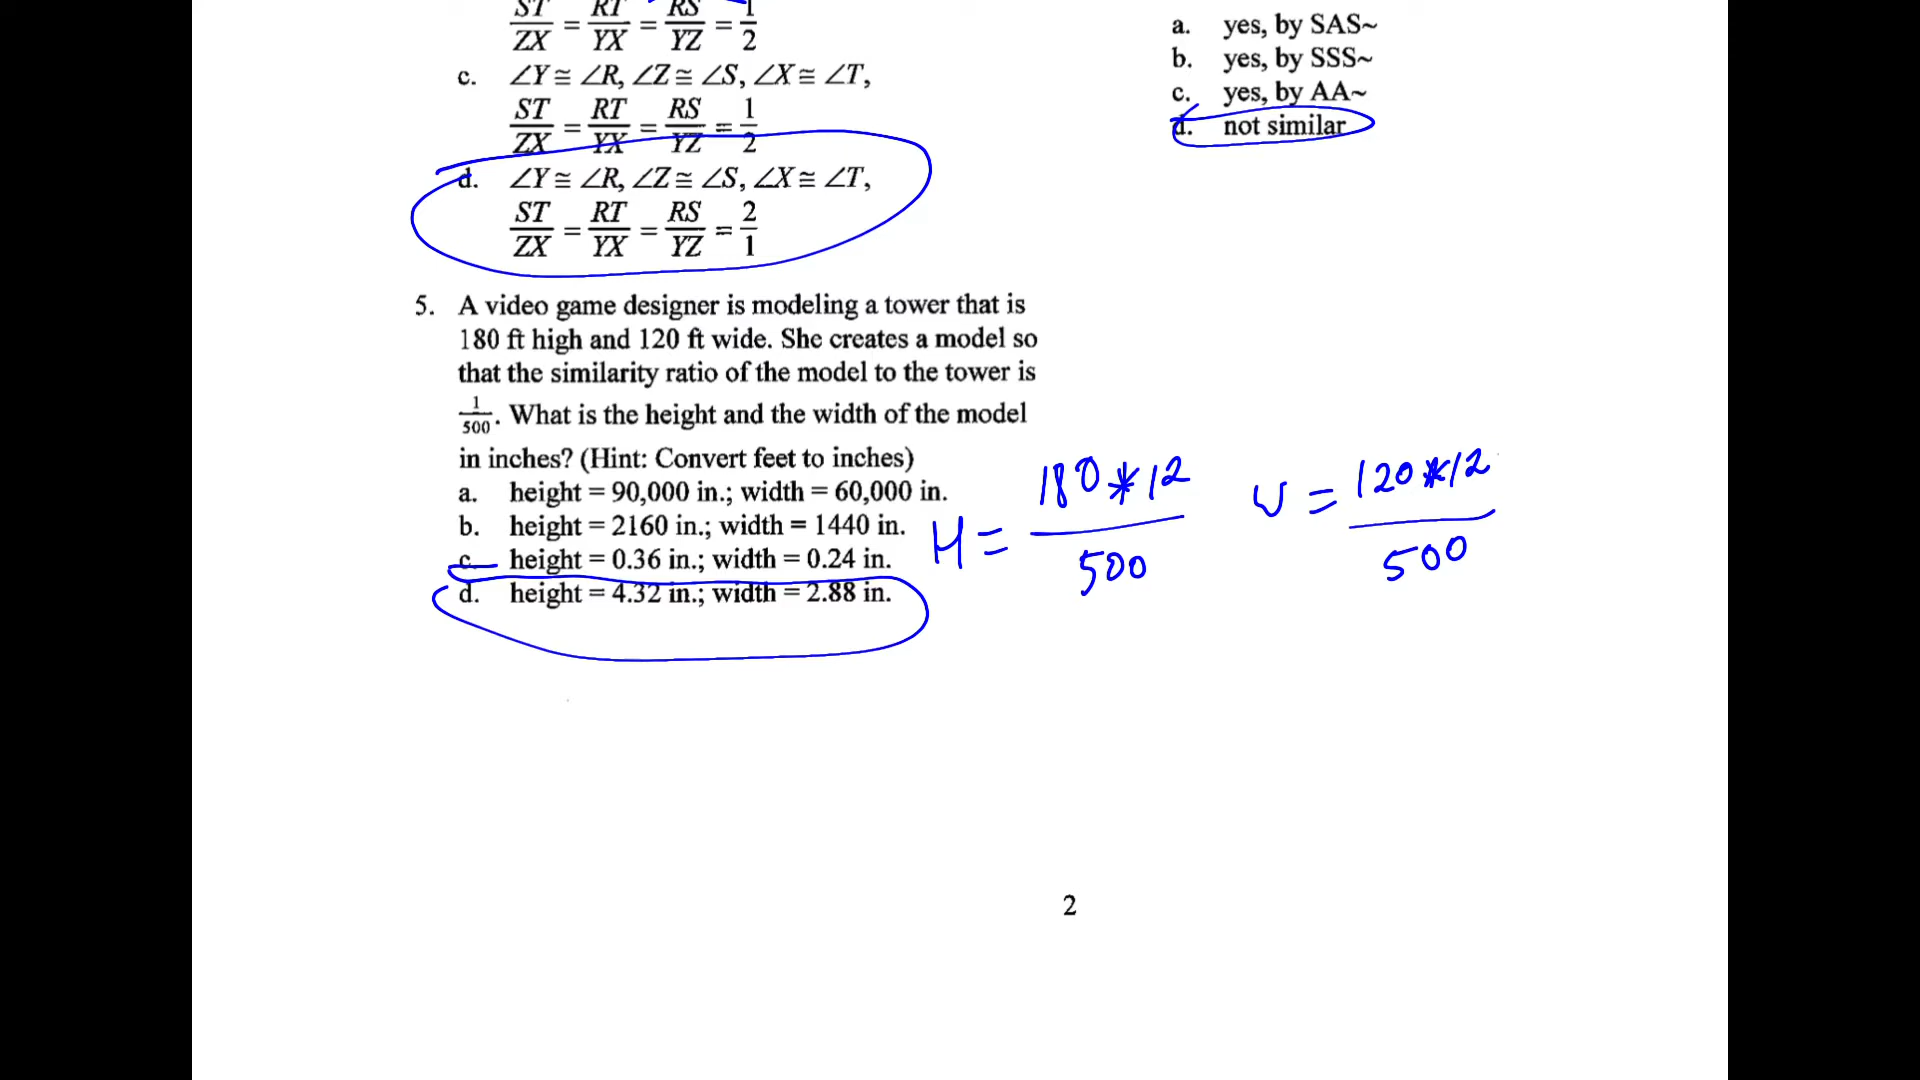 ST/ZX = RT/YX = RS/YZ = 1/2
c. ∠Y ≅ ∠R, ∠Z ≅ ∠S, ∠X ≅ ∠T,
ST/ZX = RT/YX = RS/YZ = 1/2
d. ∠Y ≅ ∠R, ∠Z ≅ ∠S, ∠X ≅ ∠T,
ST/ZX = RT/YX = RS/YZ = 2/1
5. A video game designer is modeling a tower that is
180 ft high and 120 ft wide. She creates a model so
that the similarity ratio of the model to the tower is
1/500. What is the height and the width of the model
in inches? (Hint: Convert feet to inches)
a. height = 90,000 in.; width = 60,000 in.
b. height = 2160 in.; width = 1440 in.
c. height = 0.36 in.; width = 0.24 in.
d. height = 4.32 in.; width = 2.88 in.
a. yes, by SAS~
b. yes, by SSS~
c. yes, by AA~
d. not similar
H = 180*12/500
W = 120*12/500
2